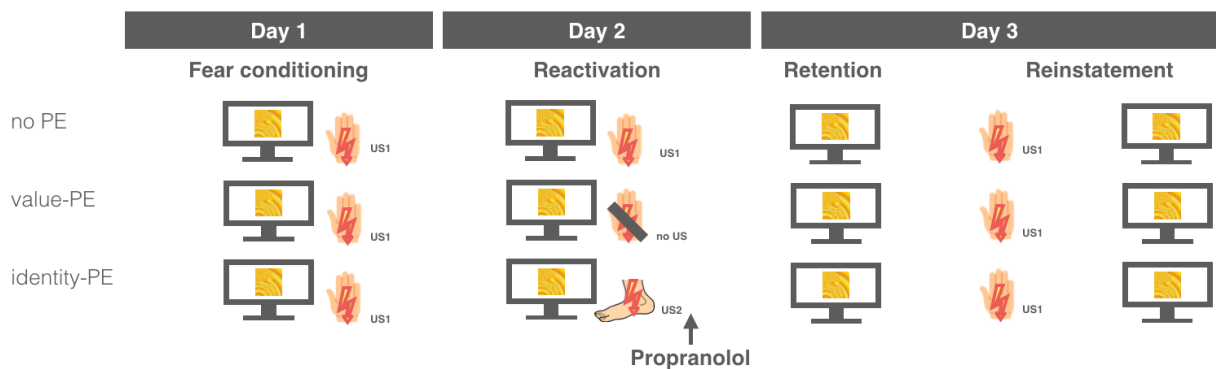 Day 1 Day 2 Day 3
Fear conditioning Reactivation Retention Reinstatement
no PE US1 US1 US1
value-PE US1 no US US1
identity-PE US1 US2 US1
Propranolol